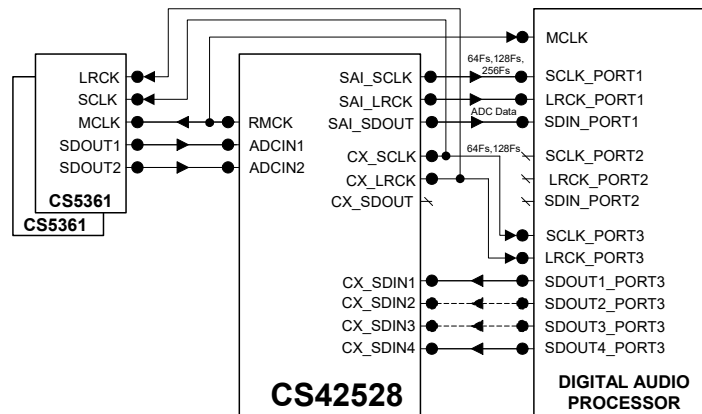 LRCK
SCLK
MCLK
SDOUT1
SDOUT2
CS5361
CS5361
RMCK
ADCIN1
ADCIN2
SAI_SCLK
SAI_LRCK
SAI_SDOUT
CX_SCLK
CX_LRCK
CX_SDOUT
CX_SDIN1
CX_SDIN2
CX_SDIN3
CX_SDIN4
CS42528
64Fs,128Fs,
256Fs
ADC Data
64Fs,128Fs
MCLK
SCLK_PORT1
LRCK_PORT1
SDIN_PORT1
SCLK_PORT2
LRCK_PORT2
SDIN_PORT2
SCLK_PORT3
LRCK_PORT3
SDOUT1_PORT3
SDOUT2_PORT3
SDOUT3_PORT3
SDOUT4_PORT3
DIGITAL AUDIO
PROCESSOR